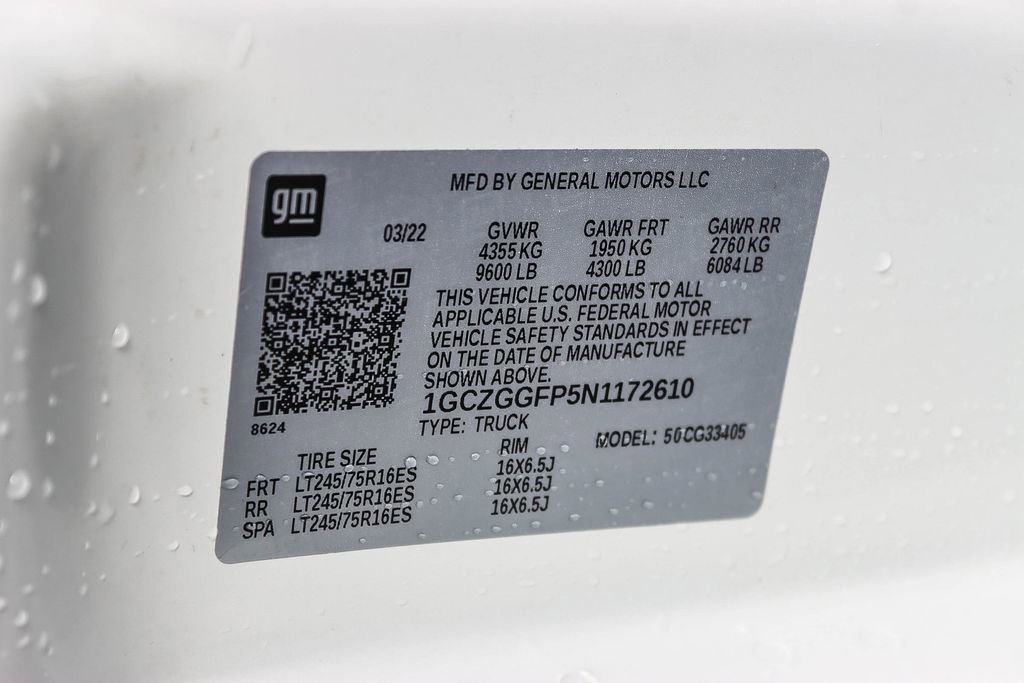 gm
MFD BY GENERAL MOTORS LLC
03/22 GVWR GAWR FRT GAWR RR
4355 KG 1950 KG 2760 KG
9600 LB 4300 LB 6084 LB
THIS VEHICLE CONFORMS TO ALL
APPLICABLE U.S. FEDERAL MOTOR
VEHICLE SAFETY STANDARDS IN EFFECT
ON THE DATE OF MANUFACTURE
SHOWN ABOVE.
1GCZGGFP5N1172610
8624
TYPE: TRUCK MODEL: 50CG33405
TIRE SIZE RIM
FRT LT245/75R16ES 16X6.5J
RR LT245/75R16ES 16X6.5J
SPA LT245/75R16ES 16X6.5J